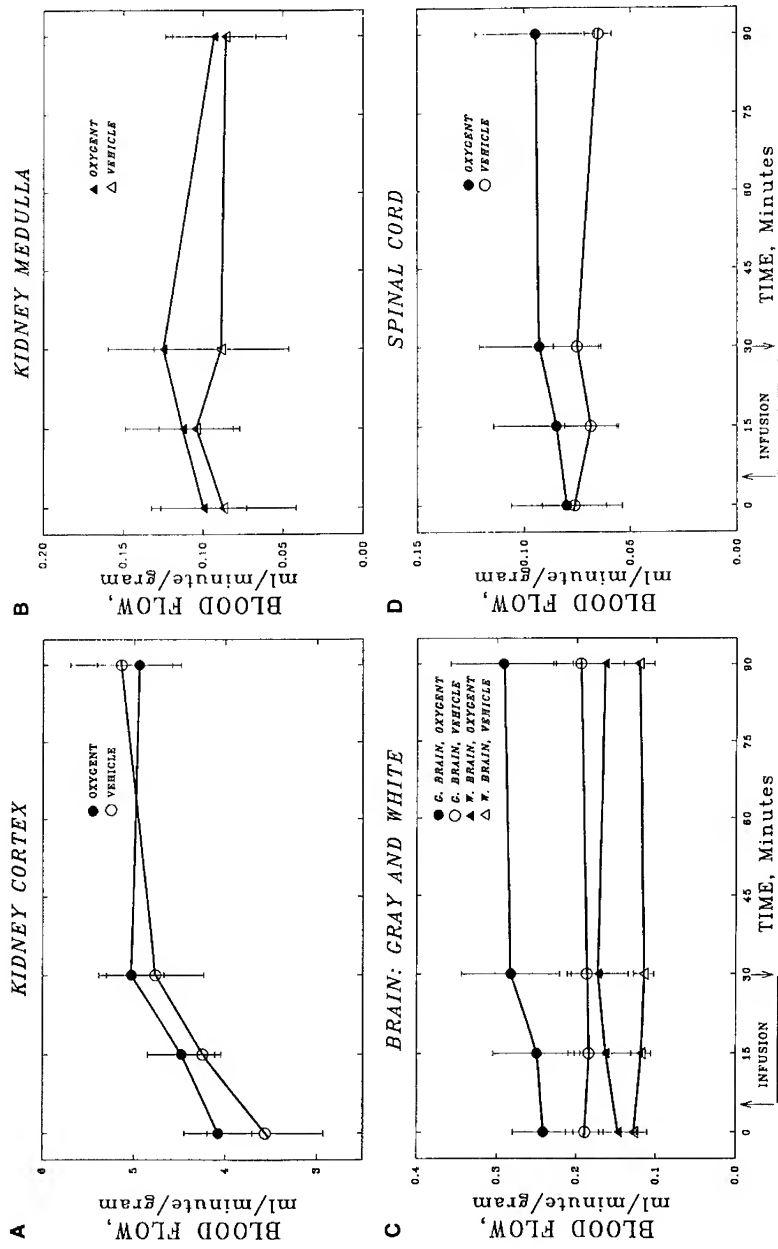 A
KIDNEY CORTEX
BLOOD FLOW,
ml/minute/gram
6
5
4
3
OXYGENT
VEHICLE
B
KIDNEY MEDULLA
BLOOD FLOW,
ml/minute/gram
0.20
0.15
0.10
0.05
0.00
OXYGENT
VEHICLE
C
BRAIN: GRAY AND WHITE
BLOOD FLOW,
ml/minute/gram
0.4
0.3
0.2
0.1
0.0
G. BRAIN, OXYGENT
G. BRAIN, VEHICLE
W. BRAIN, OXYGENT
W. BRAIN, VEHICLE
0 15 30 45 60 75 90
INFUSION
TIME, Minutes
D
SPINAL CORD
BLOOD FLOW,
ml/minute/gram
0.15
0.10
0.05
0.00
OXYGENT
VEHICLE
0 15 30 45 60 75 90
INFUSION
TIME, Minutes